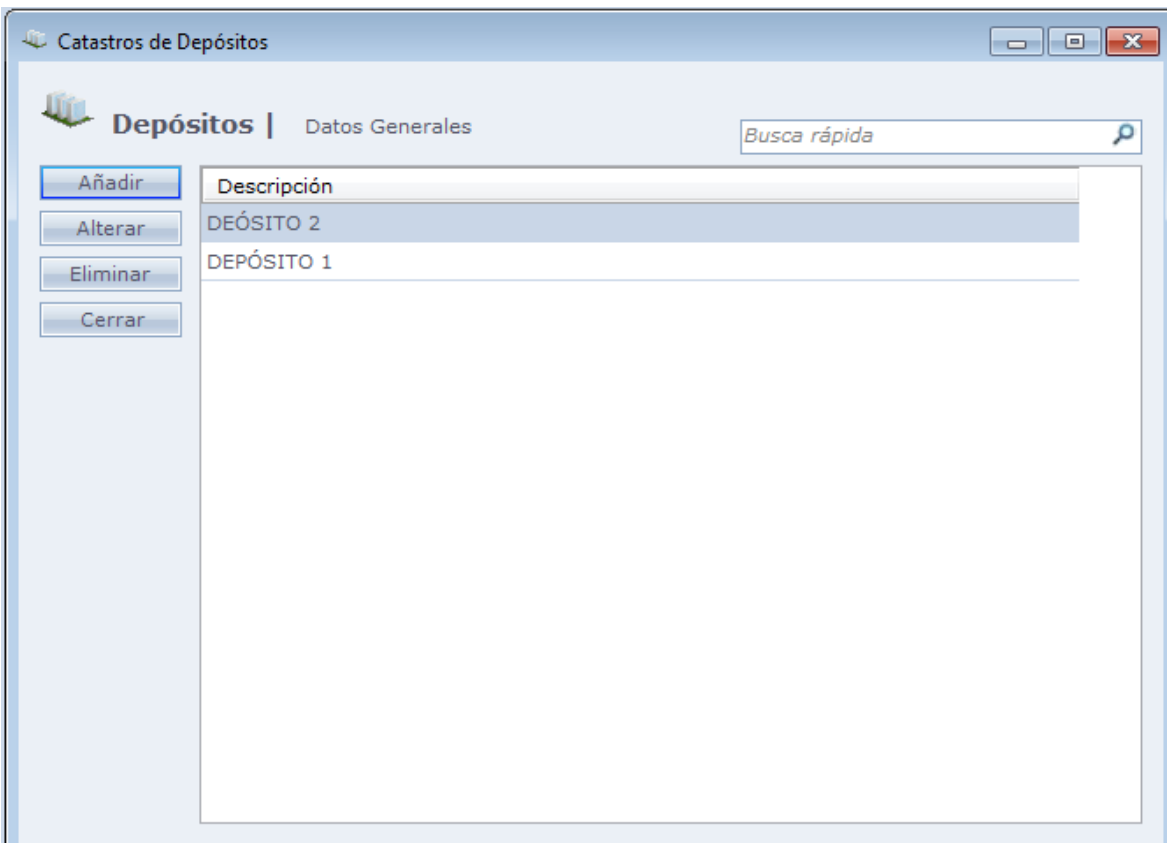 Catastros de Depósitos
Depósitos | Datos Generales
Busca rápida
Añadir
Alterar
Eliminar
Cerrar
Descripción
DEÓSITO 2
DEPÓSITO 1